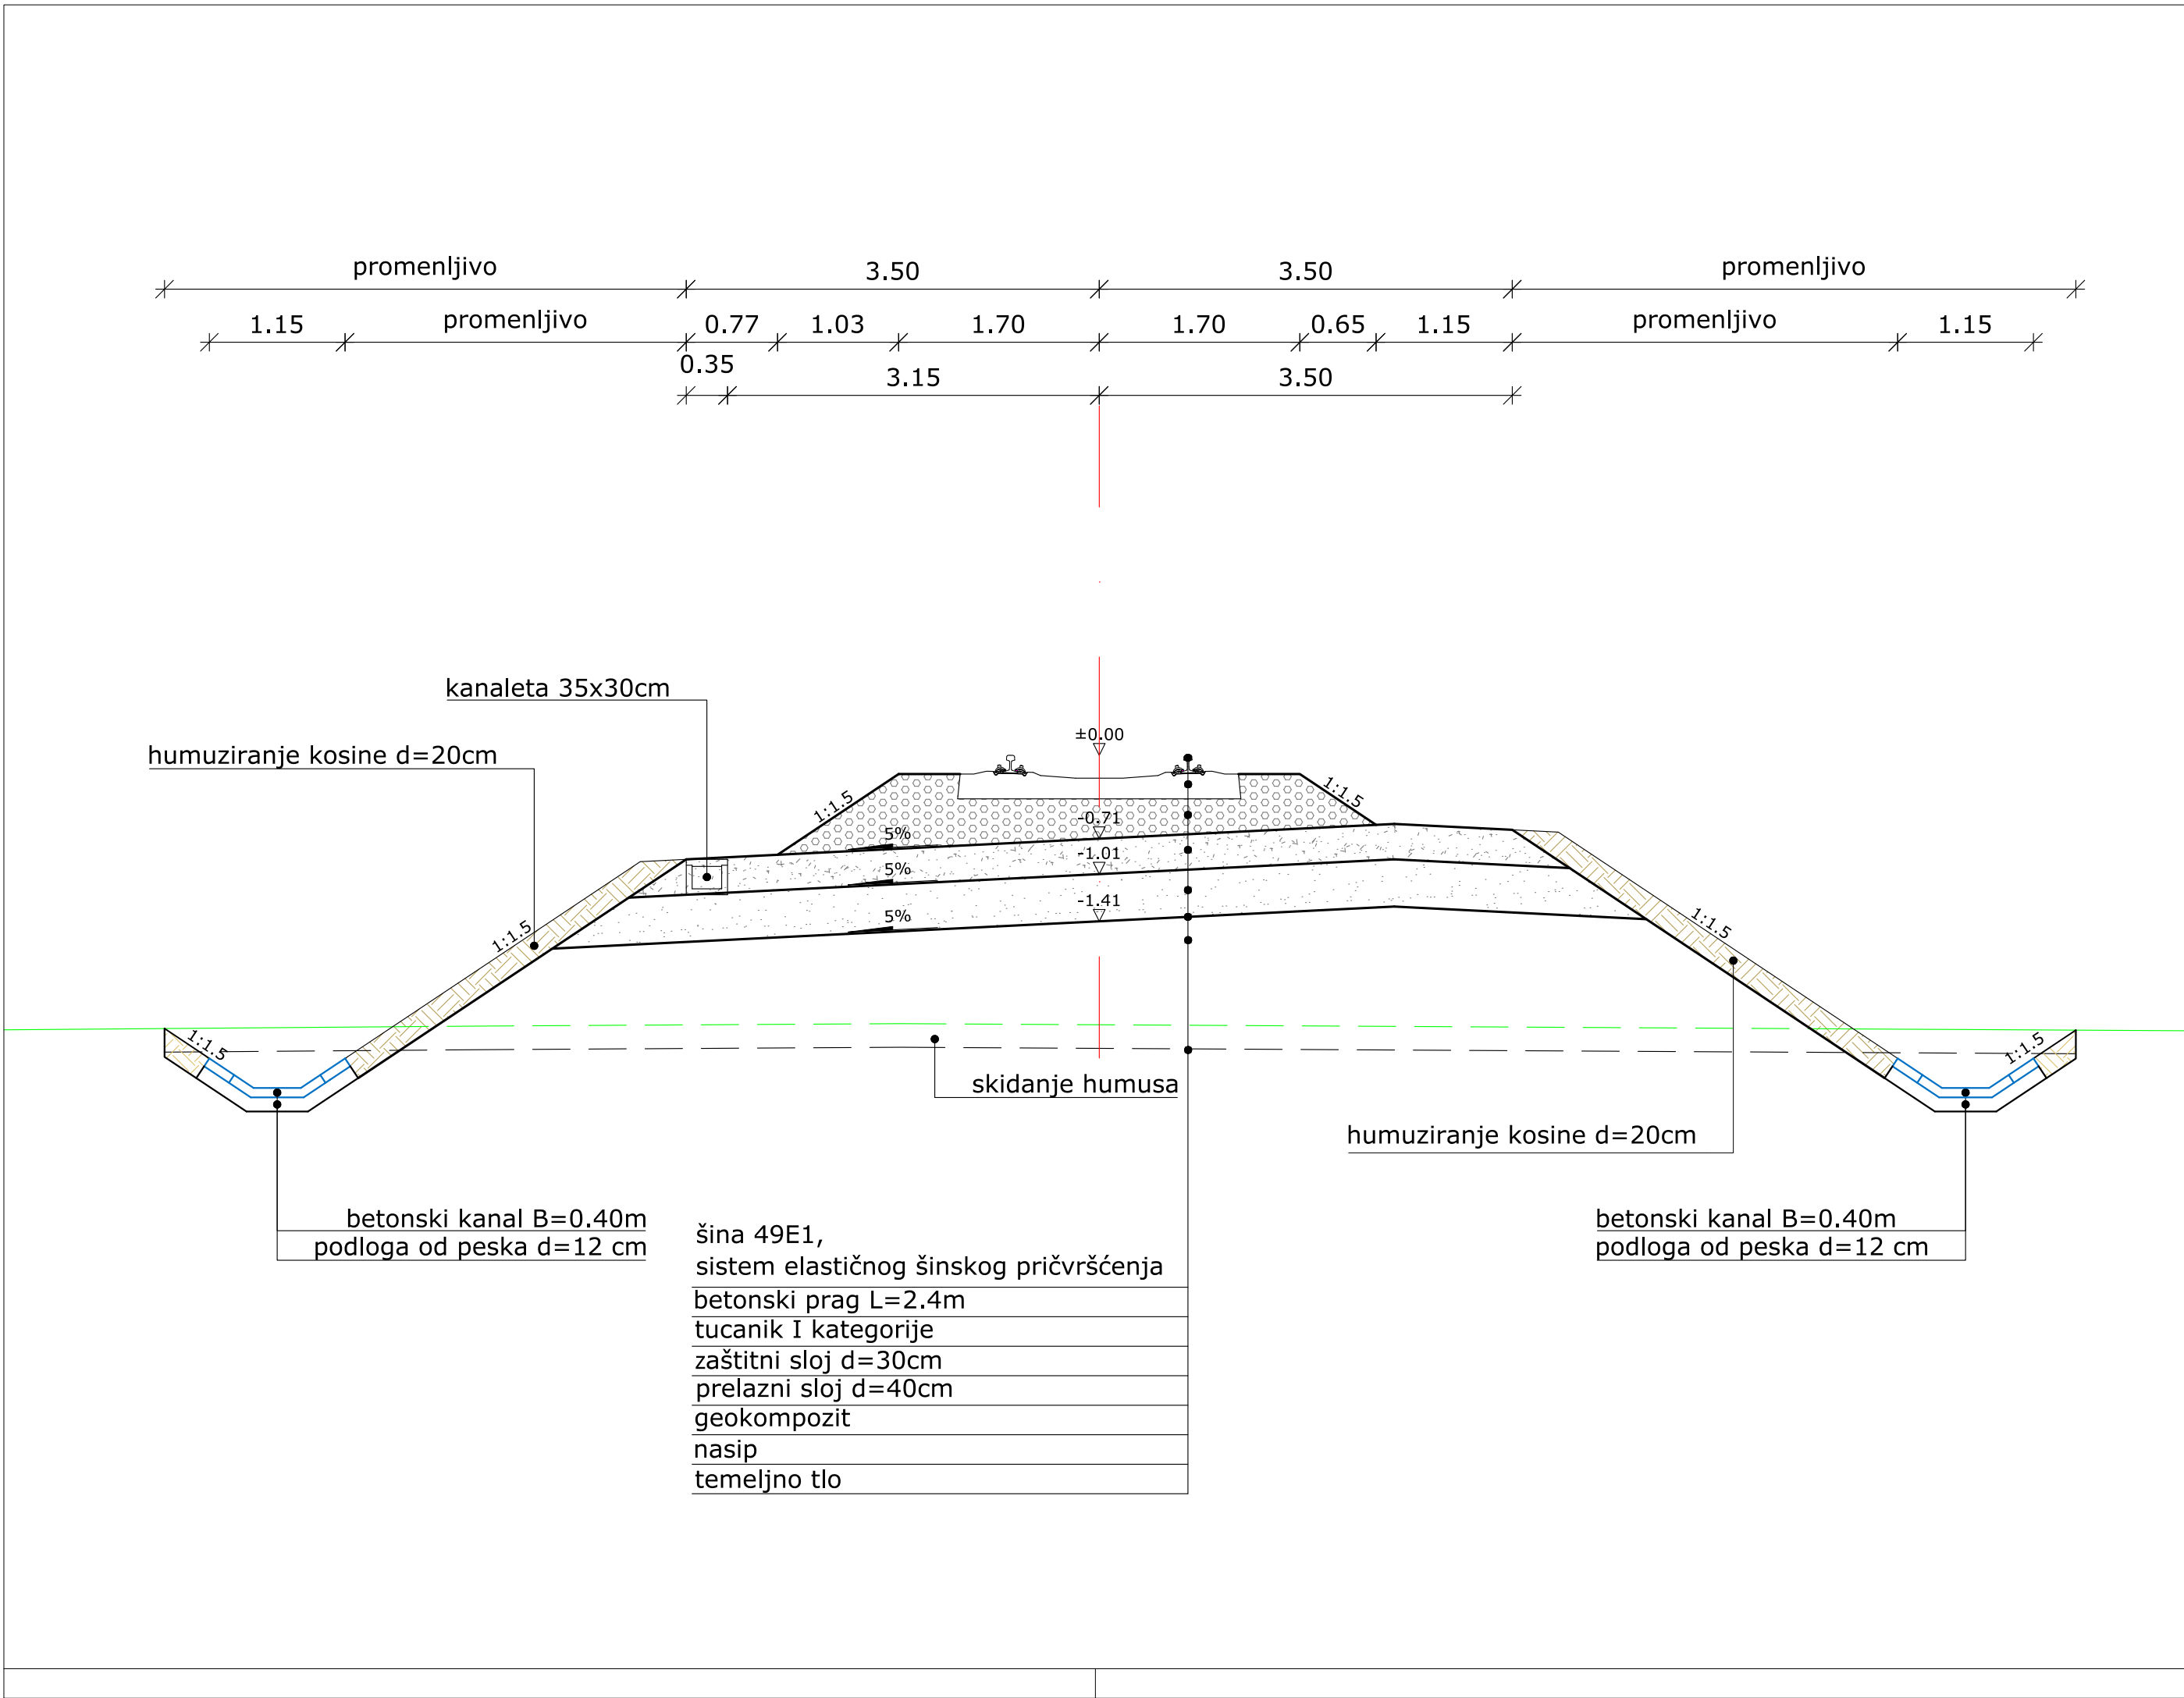 promenljivo 3.50 3.50 promenljivo
1.15 promenljivo 0.77 1.03 1.70 1.70 0.65 1.15 promenljivo 1.15
0.35 3.15 3.50
kanaleta 35x30cm
±0.00
humuziranje kosine d=20cm
1:1.5 1:1.5
-0.71
5%
-1.01
5%
-1.41
5%
1:1.5 1:1.5
1:1.5 1:1.5
skidanje humusa
humuziranje kosine d=20cm
betonski kanal B=0.40m
podloga od peska d=12 cm
betonski kanal B=0.40m
podloga od peska d=12 cm
šina 49E1,
sistem elastičnog šinskog pričvršćenja
betonski prag L=2.4m
tucanik I kategorije
zaštitni sloj d=30cm
prelazni sloj d=40cm
geokompozit
nasip
temeljno tlo